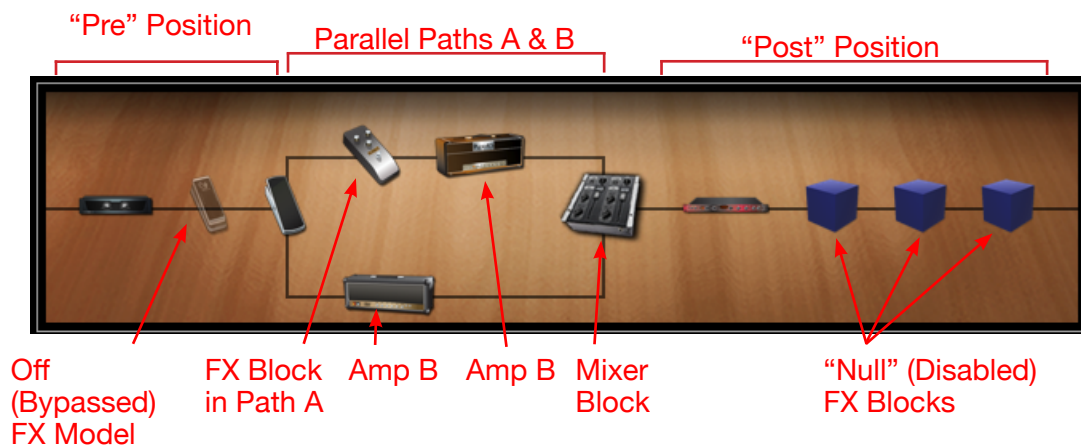 “Pre” Position
Parallel Paths A & B
“Post” Position
Off
(Bypassed)
FX Model
FX Block
in Path A
Amp B
Amp B
Mixer
Block
“Null” (Disabled)
FX Blocks